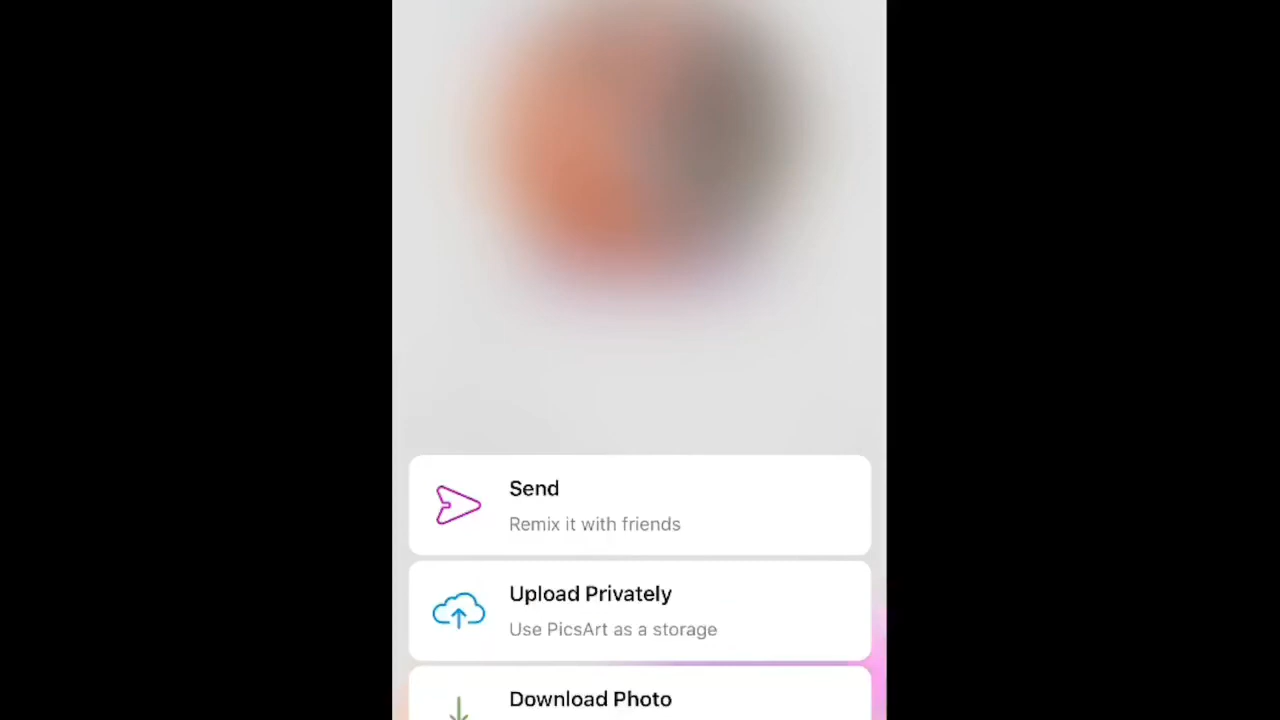 Send
Remix it with friends
Upload Privately
Use PicsArt as a storage
Download Photo